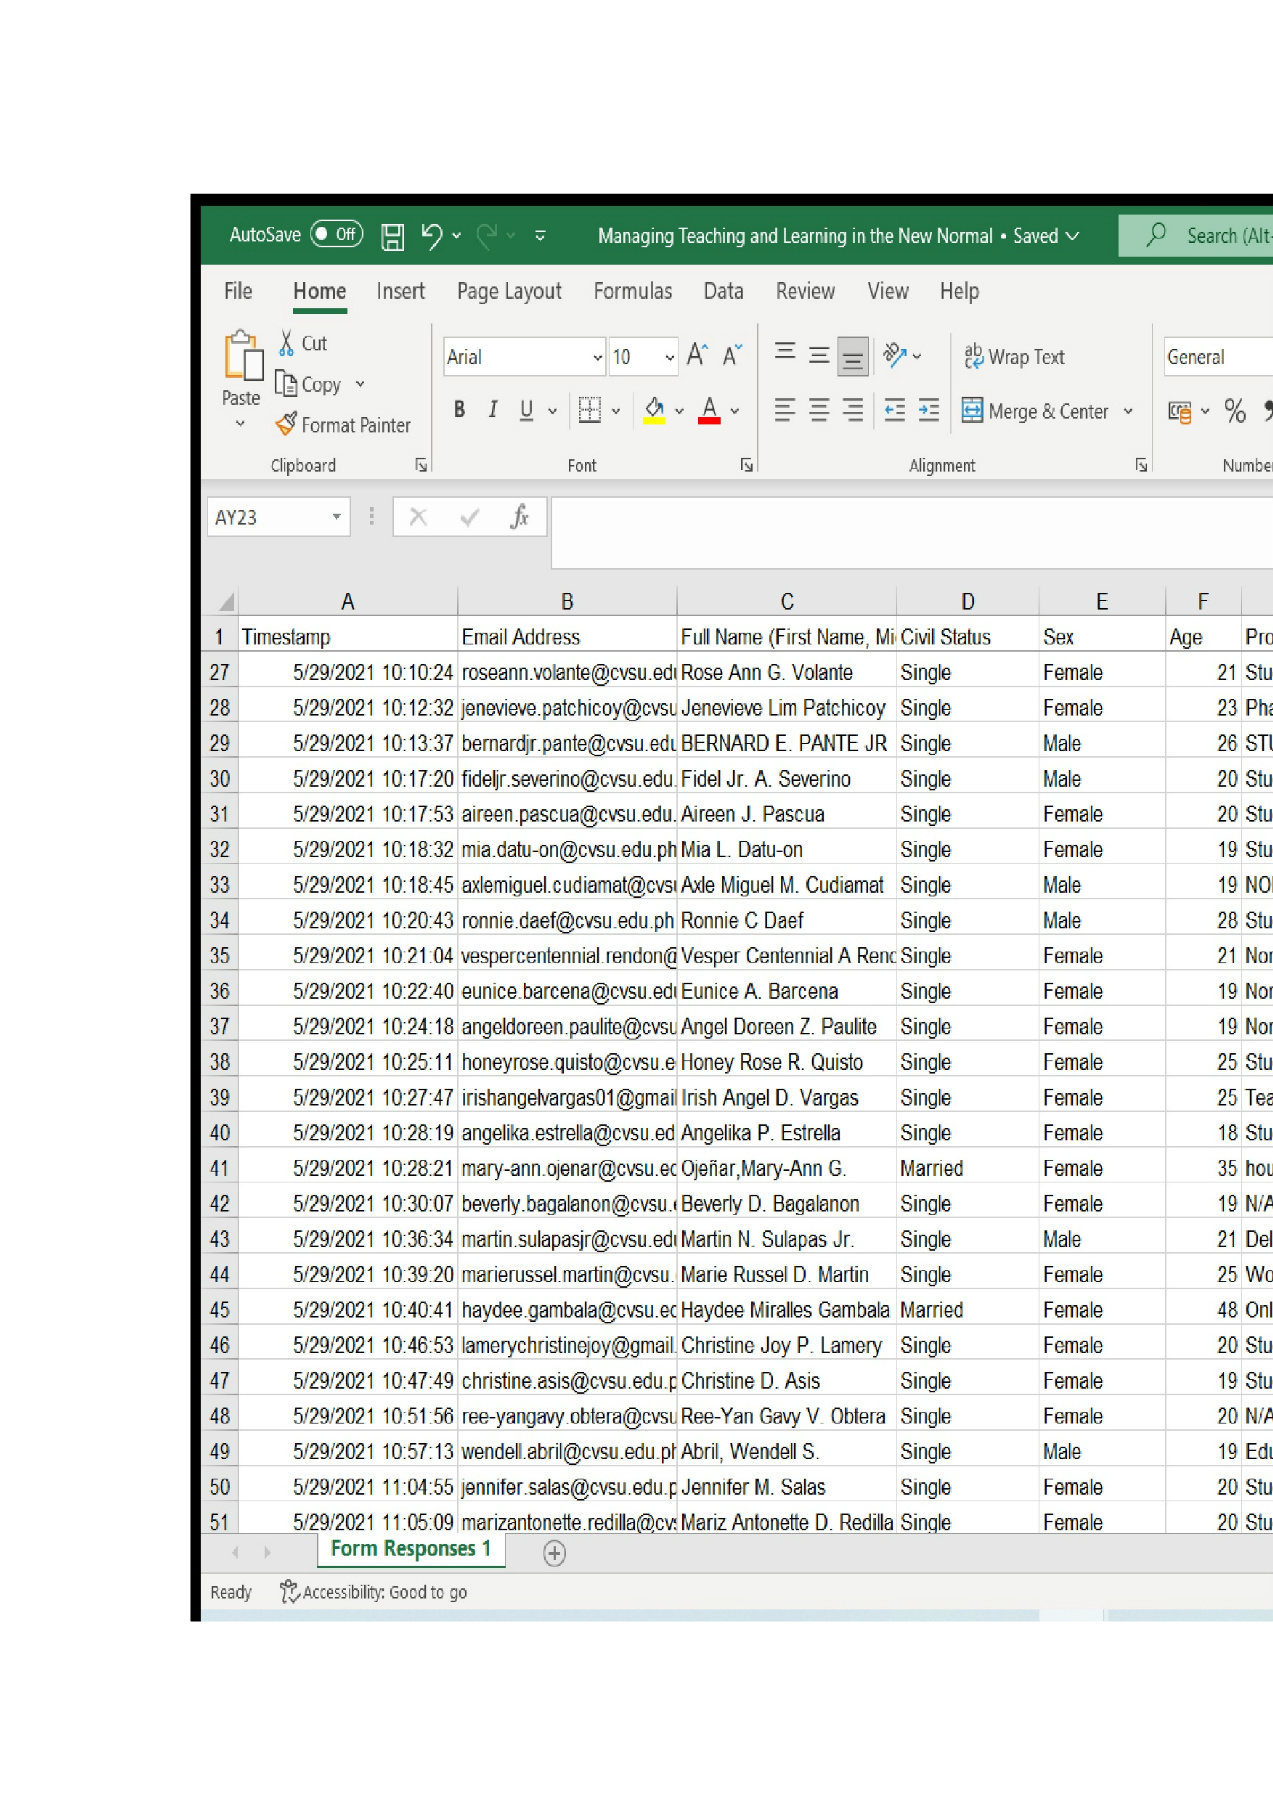 AutoSave Off Managing Teaching and Learning in the New Normal • Saved Search (Alt
File Home Insert Page Layout Formulas Data Review View Help
Paste Cut Copy Format Painter
Arial 10 Wrap Text General
B I U A Merge & Center %
Clipboard Font Alignment Numbe
AY23 fx
A B C D E F
1 Timestamp Email Address Full Name (First Name, Mi Civil Status Sex Age Pro
27 5/29/2021 10:10:24 roseann.volante@cvsu.edu Rose Ann G. Volante Single Female 21 Stu
28 5/29/2021 10:12:32 jenevieve.patchicoy@cvsu Jenevieve Lim Patchicoy Single Female 23 Pha
29 5/29/2021 10:13:37 bernardjr.pante@cvsu.edu BERNARD E. PANTE JR Single Male 26 STU
30 5/29/2021 10:17:20 fideljr.severino@cvsu.edu. Fidel Jr. A. Severino Single Male 20 Stu
31 5/29/2021 10:17:53 aireen.pascua@cvsu.edu. Aireen J. Pascua Single Female 20 Stu
32 5/29/2021 10:18:32 mia.datu-on@cvsu.edu.ph Mia L. Datu-on Single Female 19 Stu
33 5/29/2021 10:18:45 axlemiguel.cudiamat@cvs Axle Miguel M. Cudiamat Single Male 19 NO
34 5/29/2021 10:20:43 ronnie.daef@cvsu.edu.ph Ronnie C Daef Single Male 28 Stu
35 5/29/2021 10:21:04 vespercentennial.rendon@ Vesper Centennial A Rend Single Female 21 Nor
36 5/29/2021 10:22:40 eunice.barcena@cvsu.edu Eunice A. Barcena Single Female 19 Nor
37 5/29/2021 10:24:18 angeldoreen.paulite@cvsu Angel Doreen Z. Paulite Single Female 19 Nor
38 5/29/2021 10:25:11 honeyrose.quisto@cvsu.e Honey Rose R. Quisto Single Female 25 Stu
39 5/29/2021 10:27:47 irishangelvargas01@gmail Irish Angel D. Vargas Single Female 25 Tea
40 5/29/2021 10:28:19 angelika.estrella@cvsu.ed Angelika P. Estrella Single Female 18 Stu
41 5/29/2021 10:28:21 mary-ann.ojenar@cvsu.ec Ojeñar,Mary-Ann G. Married Female 35 hou
42 5/29/2021 10:30:07 beverly.bagalanon@cvsu. Beverly D. Bagalanon Single Female 19 N/A
43 5/29/2021 10:36:34 martin.sulapasjr@cvsu.edu Martin N. Sulapas Jr. Single Male 21 Del
44 5/29/2021 10:39:20 marierussel.martin@cvsu. Marie Russel D. Martin Single Female 25 Wo
45 5/29/2021 10:40:41 haydee.gambala@cvsu.ec Haydee Miralles Gambala Married Female 48 Onl
46 5/29/2021 10:46:53 lamerychristinejoy@gmail. Christine Joy P. Lamery Single Female 20 Stu
47 5/29/2021 10:47:49 christine.asis@cvsu.edu.p Christine D. Asis Single Female 19 Stu
48 5/29/2021 10:51:56 ree-yangavy.obtera@cvsu Ree-Yan Gavy V. Obtera Single Female 20 N/A
49 5/29/2021 10:57:13 wendell.abril@cvsu.edu.ph Abril, Wendell S. Single Male 19 Edu
50 5/29/2021 11:04:55 jennifer.salas@cvsu.edu.p Jennifer M. Salas Single Female 20 Stu
51 5/29/2021 11:05:09 marizantonette.redilla@cvs Mariz Antonette D. Redilla Single Female 20 Stu
Form Responses 1
Ready Accessibility: Good to go